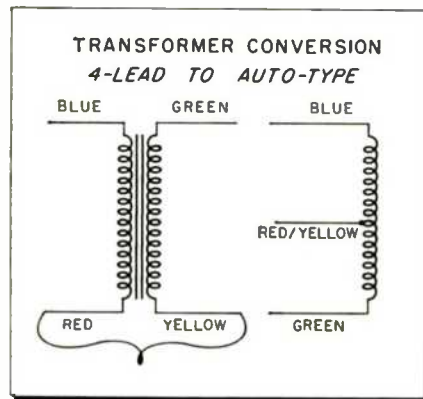 TRANSFORMER CONVERSION
4-LEAD TO AUTO-TYPE
BLUE GREEN BLUE
RED/YELLOW
RED YELLOW GREEN